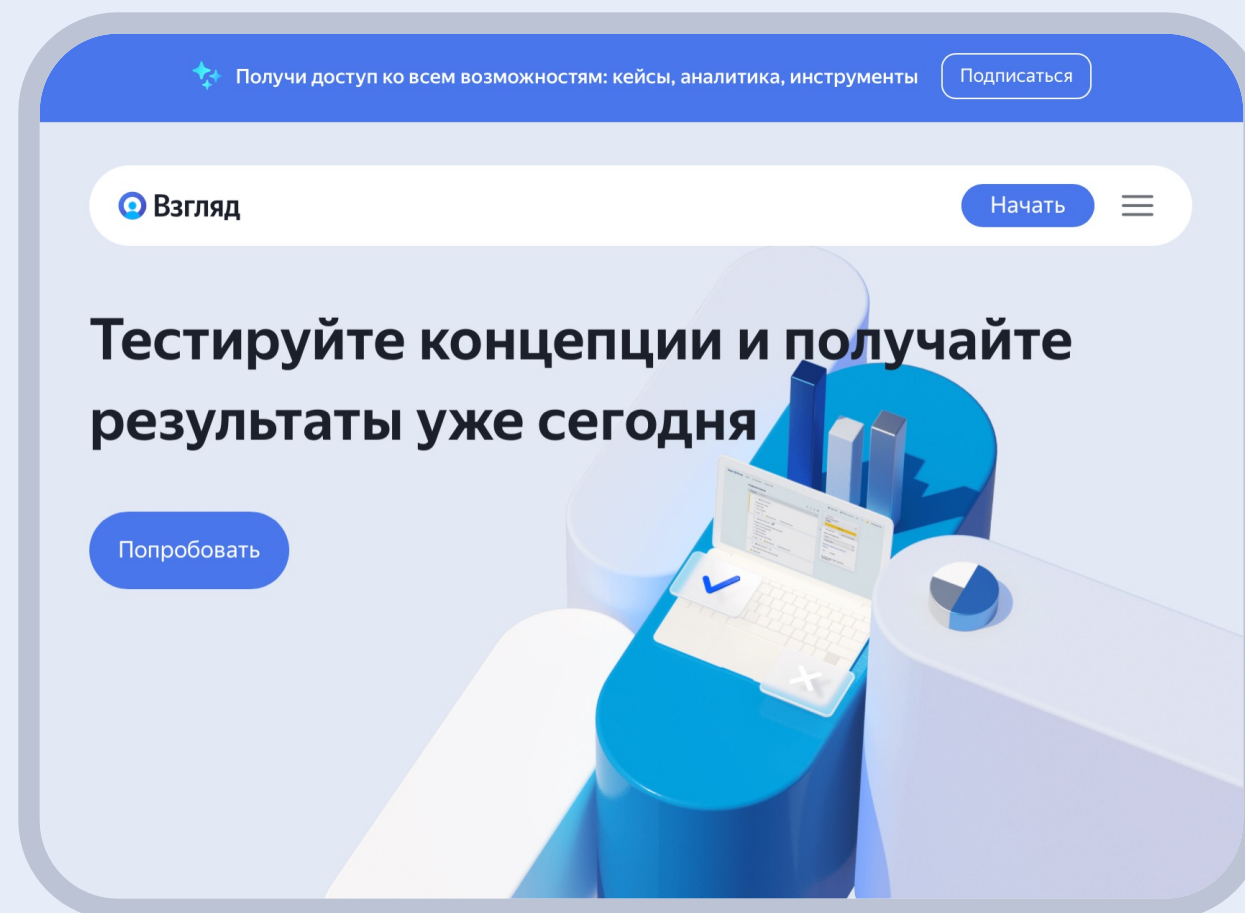 Получи доступ ко всем возможностям: кейсы, аналитика, инструменты
Подписаться
Взгляд
Начать
Тестируйте концепции и получайте
результаты уже сегодня
Попробовать